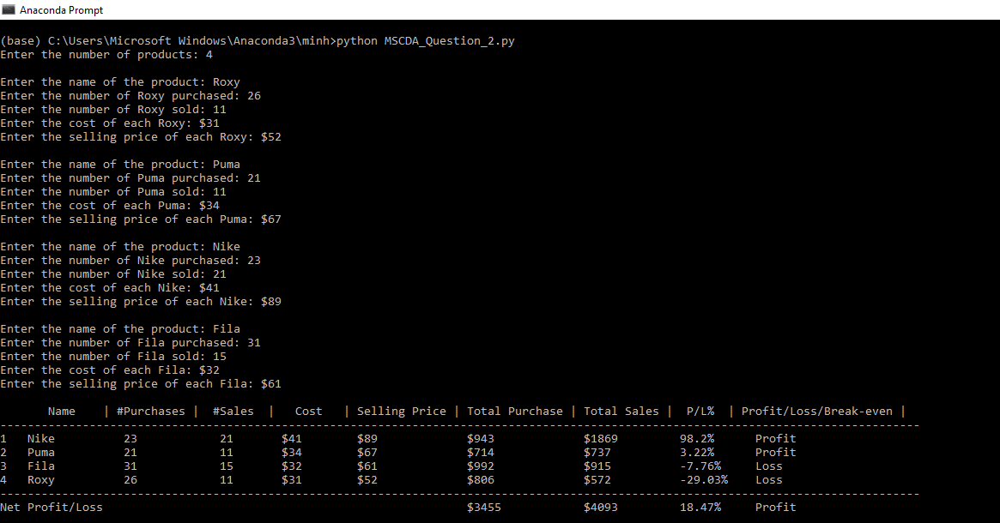 Anaconda Prompt
(base) C:\Users\Microsoft Windows\Anaconda3\minh>python MSCDA_Question_2.py
Enter the number of products: 4
Enter the name of the product: Roxy
Enter the number of Roxy purchased: 26
Enter the number of Roxy sold: 11
Enter the cost of each Roxy: $31
Enter the selling price of each Roxy: $52
Enter the name of the product: Puma
Enter the number of Puma purchased: 21
Enter the number of Puma sold: 11
Enter the cost of each Puma: $34
Enter the selling price of each Puma: $67
Enter the name of the product: Nike
Enter the number of Nike purchased: 23
Enter the number of Nike sold: 21
Enter the cost of each Nike: $41
Enter the selling price of each Nike: $89
Enter the name of the product: Fila
Enter the number of Fila purchased: 31
Enter the number of Fila sold: 15
Enter the cost of each Fila: $32
Enter the selling price of each Fila: $61
Name | #Purchases | #Sales | Cost | Selling Price | Total Purchase | Total Sales | P/L% | Profit/Loss/Break-even |
--------------------------------------------------------------------------------------------------------------------------------------
1 Nike 23 21 $41 $89 $943 $1869 98.2% Profit
2 Puma 21 11 $34 $67 $714 $737 3.22% Profit
3 Fila 31 15 $32 $61 $992 $915 -7.76% Loss
4 Roxy 26 11 $31 $52 $806 $572 -29.03% Loss
--------------------------------------------------------------------------------------------------------------------------------------
Net Profit/Loss $3455 $4093 18.47% Profit